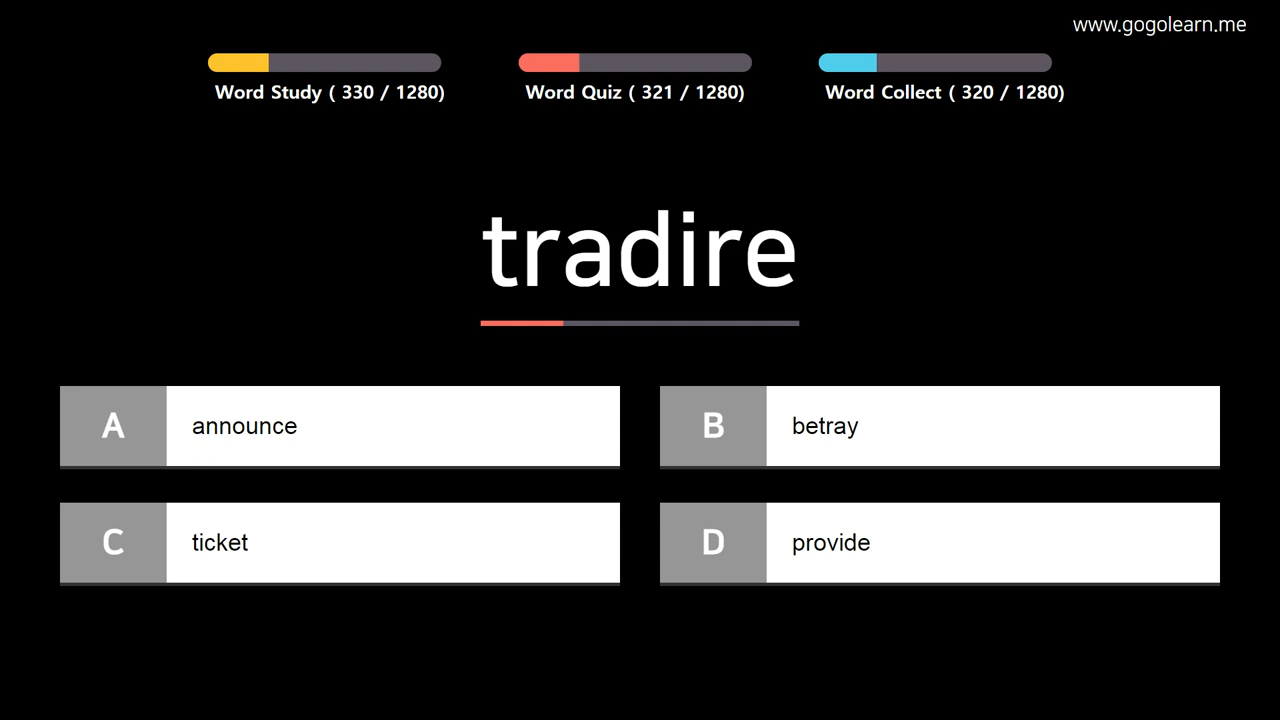 www.gogolearn.me
Word Study ( 330 / 1280)
Word Quiz ( 321 / 1280)
Word Collect ( 320 / 1280)
tradire
A announce
B betray
C ticket
D provide